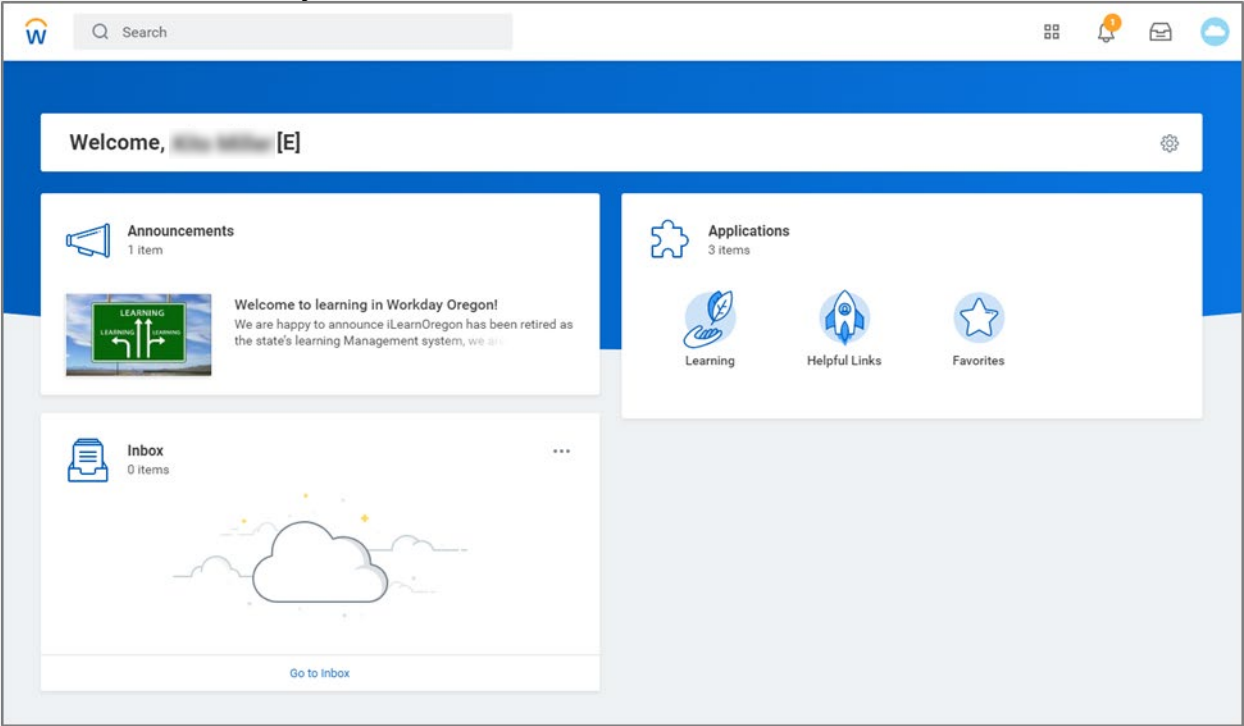 W
Search
1
Welcome, [E]
Announcements
1 item
LEARNING
LEARNING LEARNING
Welcome to learning in Workday Oregon!
We are happy to announce iLearnOregon has been retired as
the state's learning Management system, we are
Applications
3 items
Learning Helpful Links Favorites
Inbox
0 items
Go to Inbox